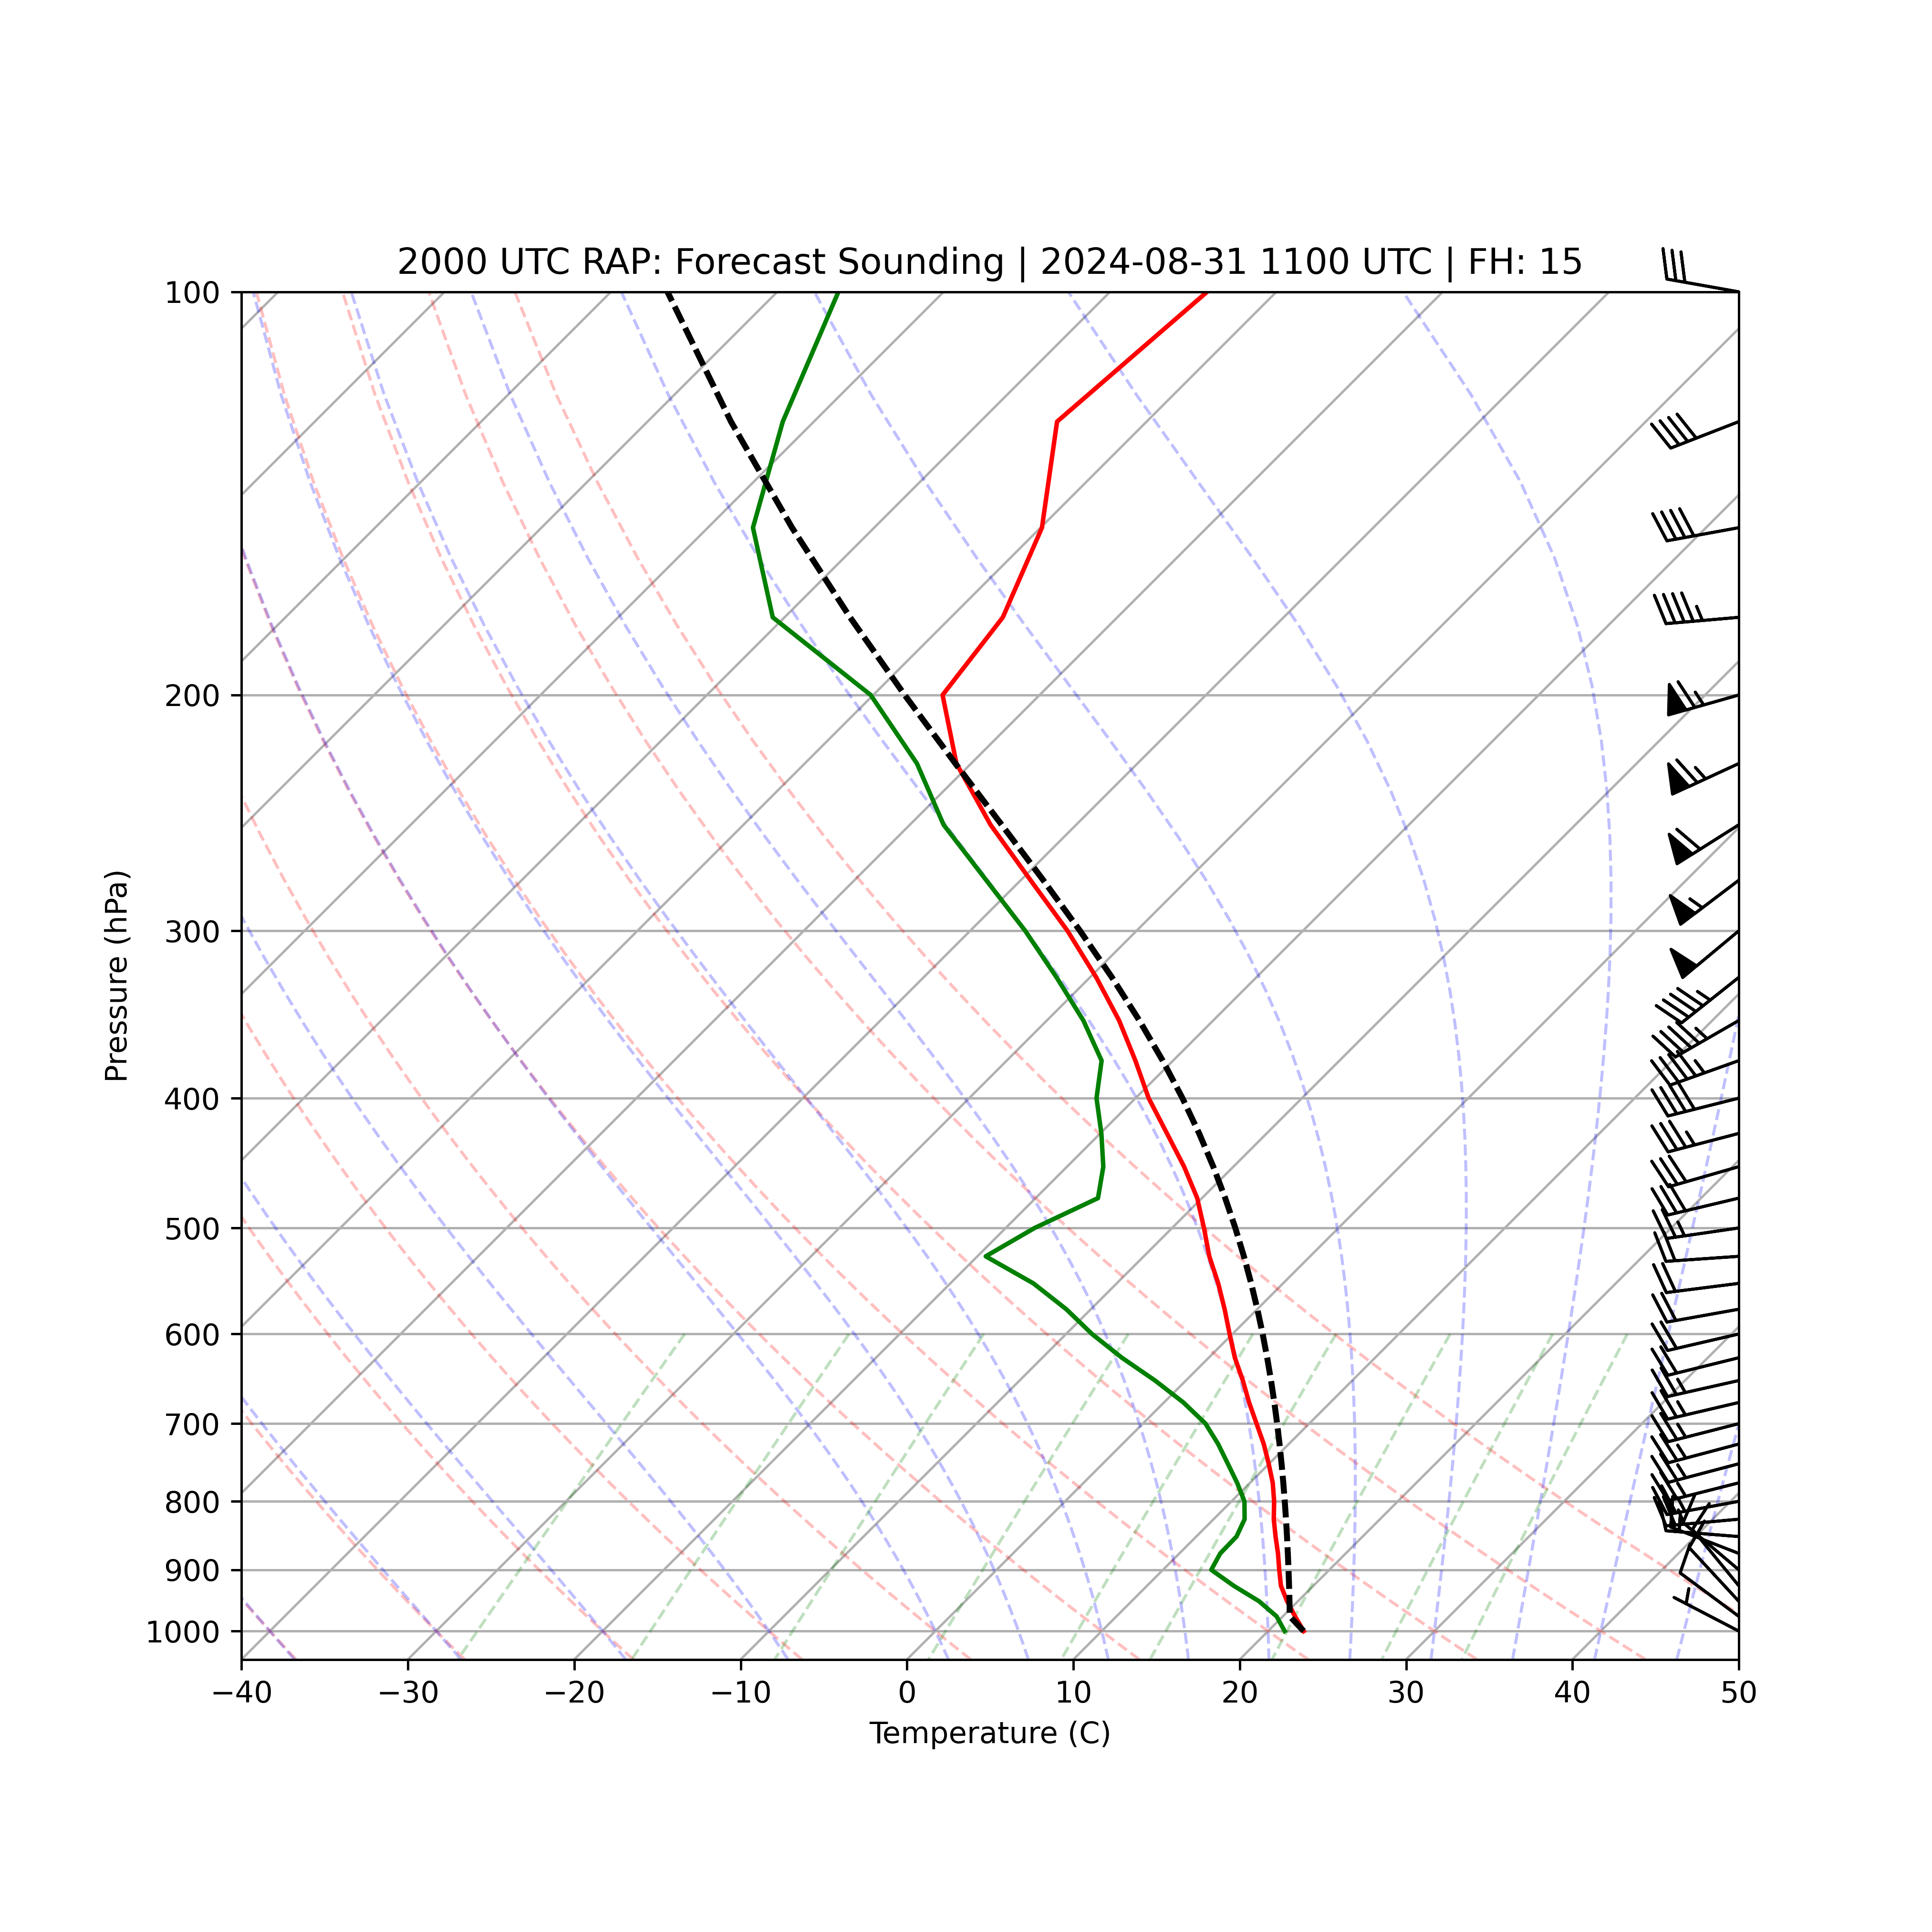 2000 UTC RAP: Forecast Sounding | 2024-08-31 1100 UTC | FH: 15
100
200
300
400
500
600
700
800
900
1000
Pressure (hPa)
−40 −30 −20 −10 0 10 20 30 40 50
Temperature (C)